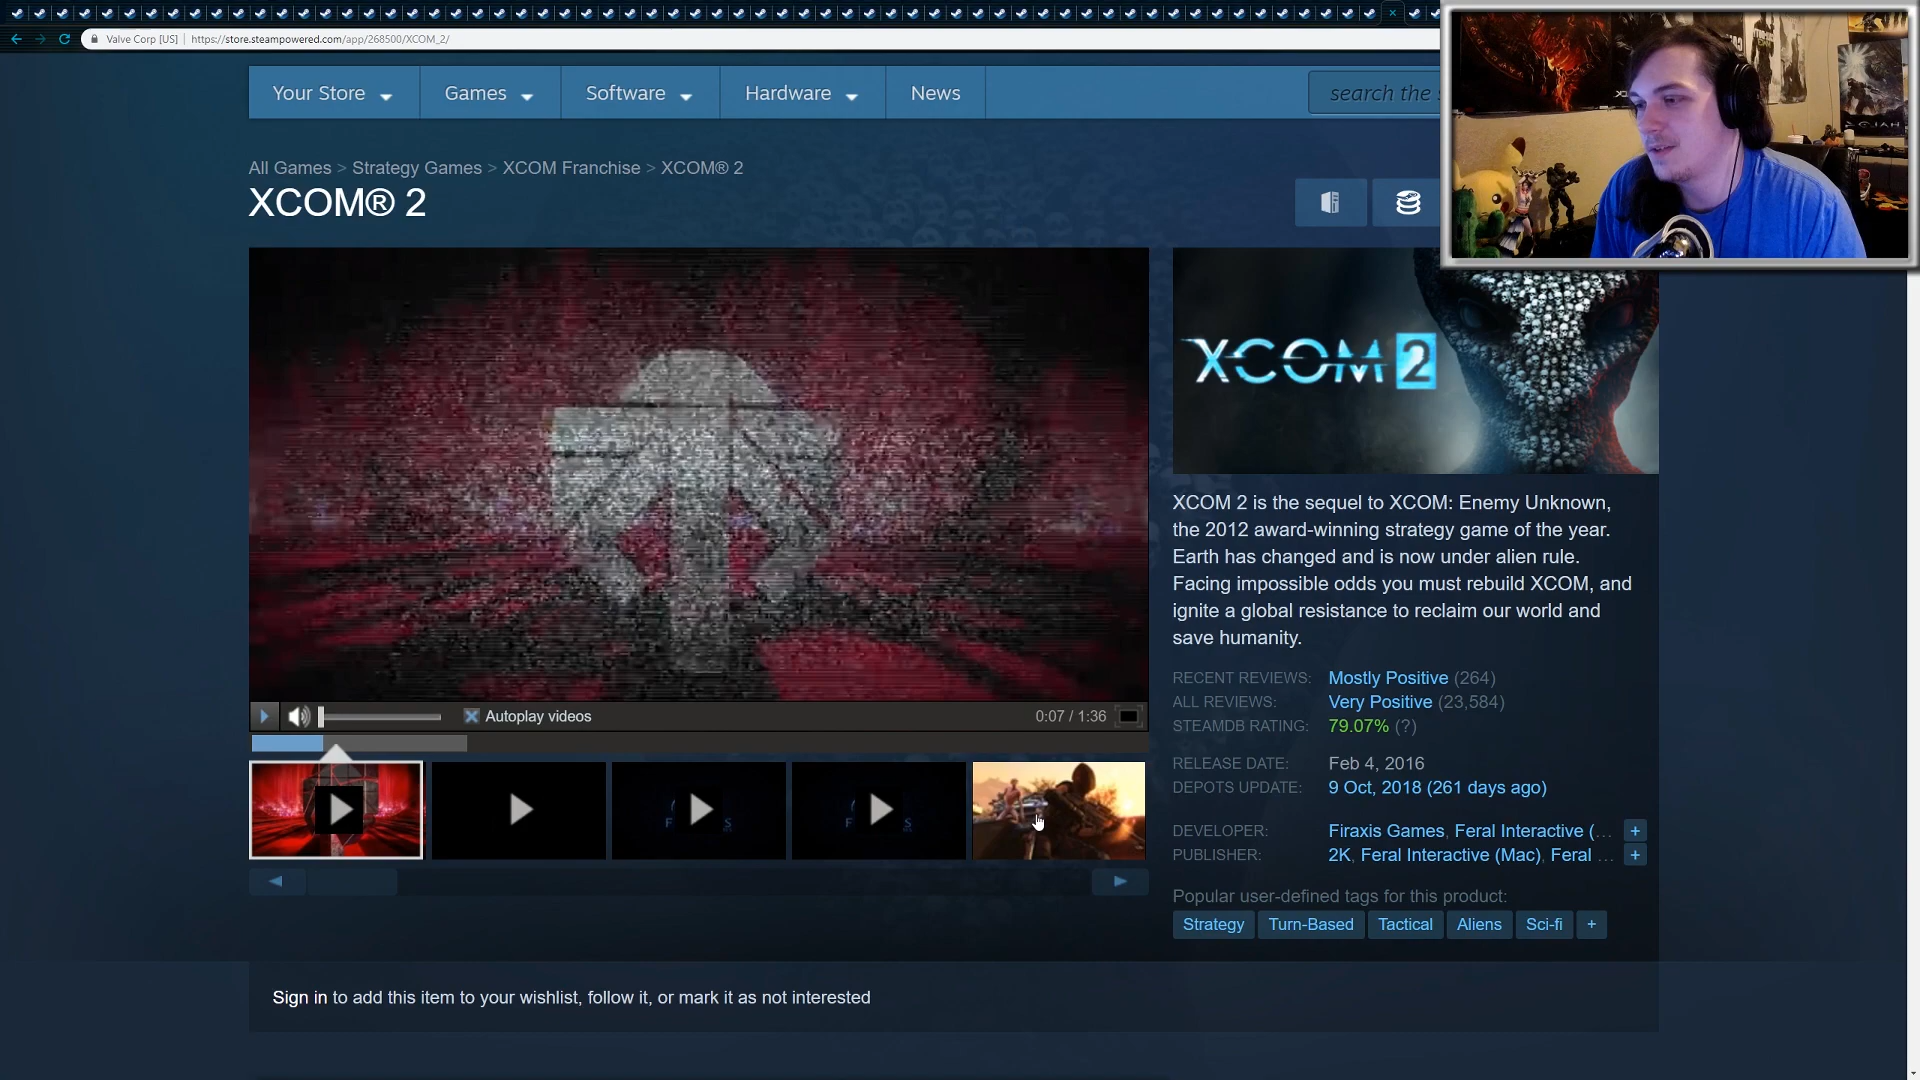 Valve Corp [US] | https://store.steampowered.com/app/268500/XCOM_2/
Your Store
Games
Software
Hardware
News
search the
All Games > Strategy Games > XCOM Franchise > XCOM® 2
XCOM® 2
XCOM 2
XCOM 2 is the sequel to XCOM: Enemy Unknown,
the 2012 award-winning strategy game of the year.
Earth has changed and is now under alien rule.
Facing impossible odds you must rebuild XCOM, and
ignite a global resistance to reclaim our world and
save humanity.
RECENT REVIEWS: Mostly Positive (264)
ALL REVIEWS: Very Positive (23,584)
STEAMDB RATING: 79.07% (?)
RELEASE DATE: Feb 4, 2016
DEPOTS UPDATE: 9 Oct, 2018 (261 days ago)
DEVELOPER: Firaxis Games, Feral Interactive (... +
PUBLISHER: 2K, Feral Interactive (Mac), Feral ... +
Popular user-defined tags for this product:
Strategy Turn-Based Tactical Aliens Sci-fi +
Autoplay videos
0:07 / 1:36
Sign in to add this item to your wishlist, follow it, or mark it as not interested